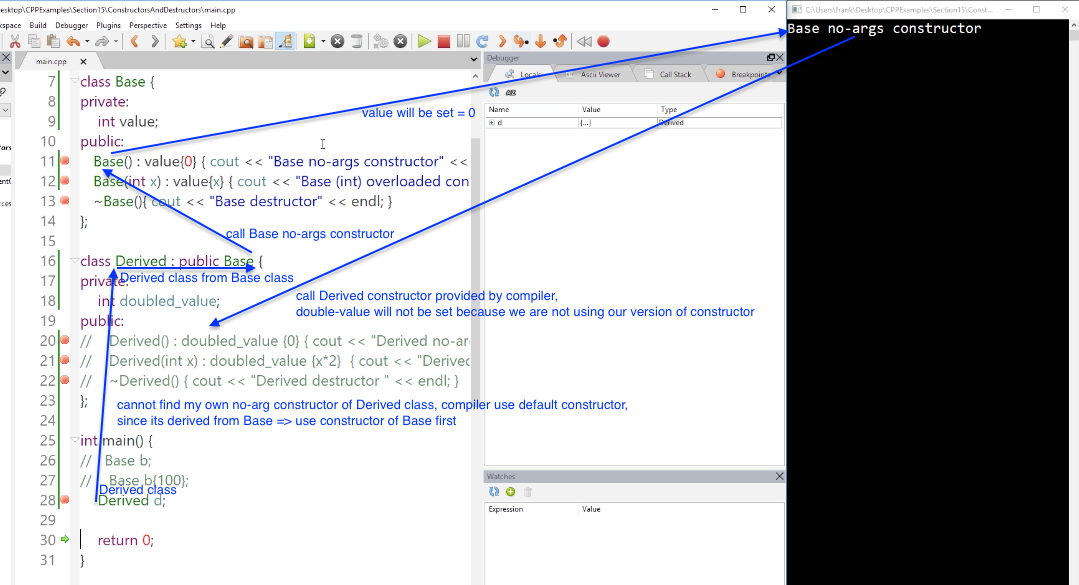 esktop\CPPExamples\Section15\ConstructorsAndDestructors\main.cpp
C:\Users\frank\Desktop\CPPExamples\Section15\Const...
kspace Build Debugger Plugins Perspective Settings Help
main.cpp
Debugger
Locals Ascii Viewer Call Stack Breakpoints
Name Value Type
d {...} Derived
Base no-args constructor
7 class Base {
8 private:
9 int value;
10 public:
11 Base() : value{0} { cout << "Base no-args constructor" <<
12 Base(int x) : value{x} { cout << "Base (int) overloaded con
13 ~Base(){ cout << "Base destructor" << endl; }
14 };
15
16 class Derived : public Base {
17 private:
18 int doubled_value;
19 public:
20 // Derived() : doubled_value {0} { cout << "Derived no-ar
21 // Derived(int x) : doubled_value {x*2} { cout << "Derived
22 // ~Derived() { cout << "Derived destructor " << endl; }
23 };
24
25 int main() {
26 // Base b;
27 // Base b{100};
28 Derived d;
29
30 return 0;
31 }
value will be set = 0
call Base no-args constructor
Derived class from Base class
call Derived constructor provided by compiler,
double-value will not be set because we are not using our version of constructor
cannot find my own no-arg constructor of Derived class, compiler use default constructor,
since its derived from Base => use constructor of Base first
Derived class
Watches
Expression Value